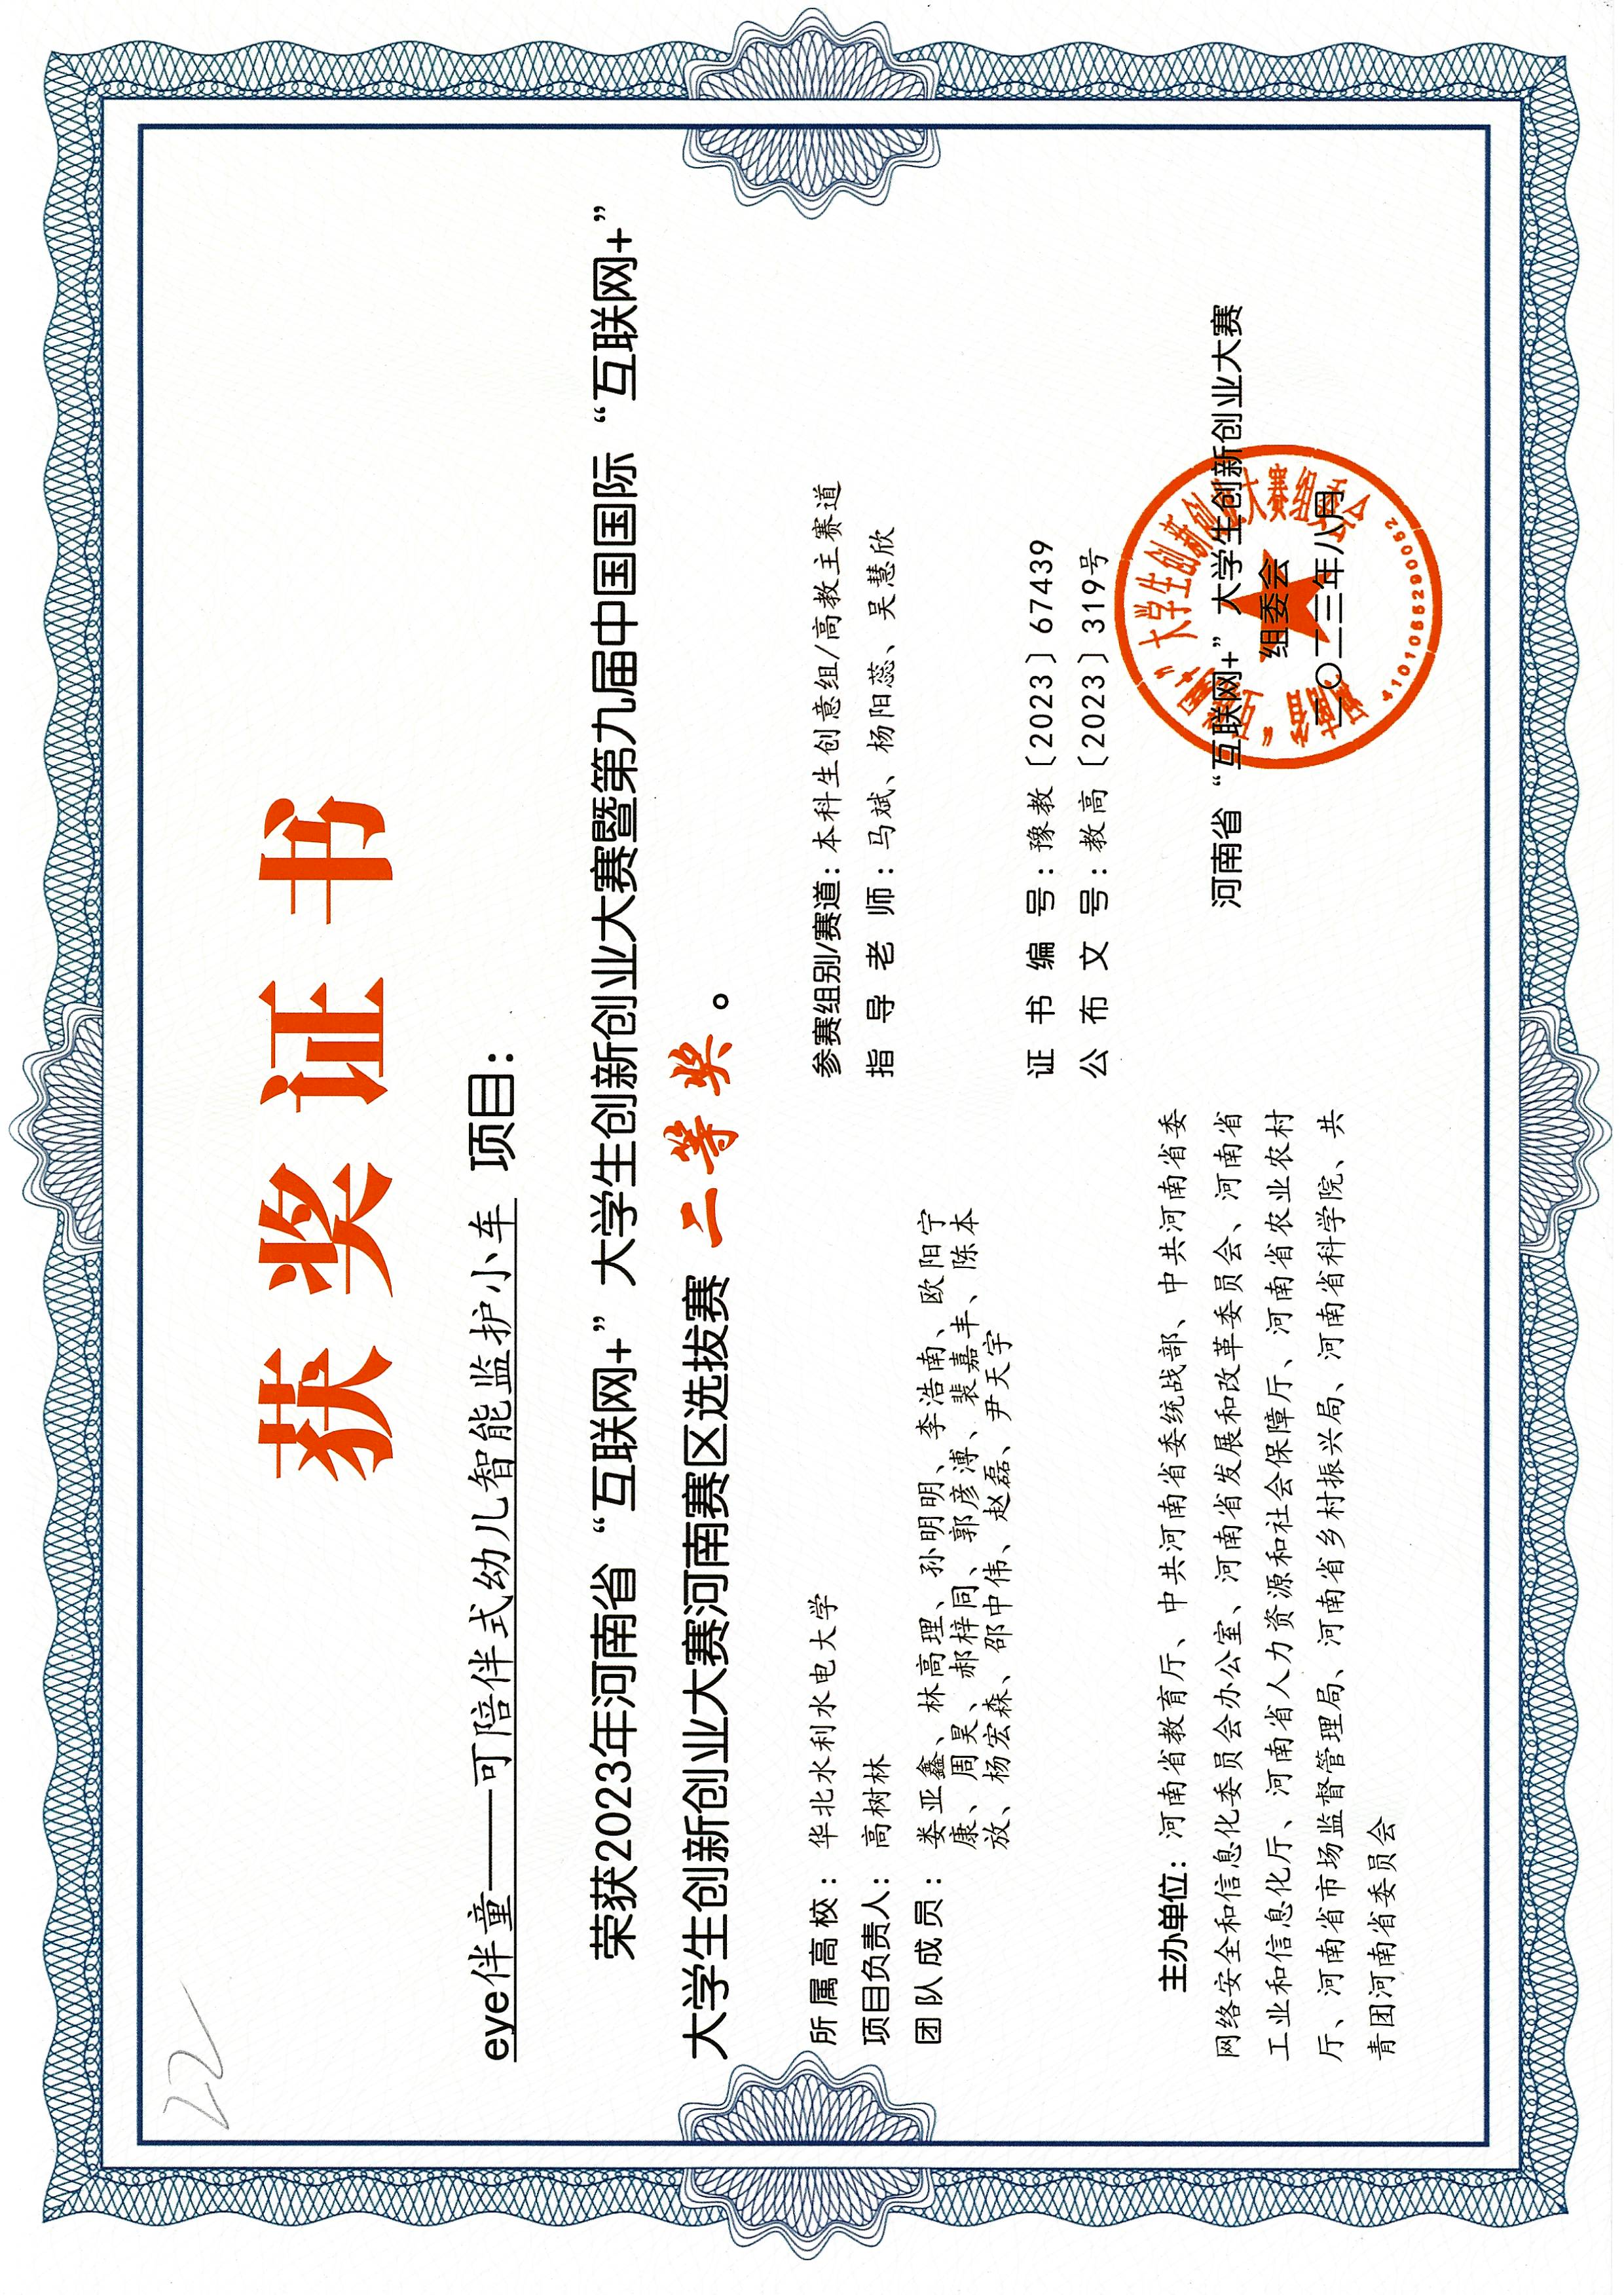 22
获奖证书
eye伴童——可陪伴式幼儿智能监护小车 项目：
荣获2023年河南省“互联网+”大学生创新创业大赛暨第九届中国国际“互联网+”
大学生创新创业大赛河南赛区选拔赛 二等奖。
所属高校：华北水利水电大学
项目负责人：高树林
团队成员：娄亚鑫、林高理、孙明明、李浩南、欧阳宁
康、周昊、郝梓同、郭彦溥、裴嘉丰、陈本
放、杨宏森、邵中伟、赵磊、尹天宇
参赛组别/赛道：本科生创意组/高教主赛道
指导老师：马斌、杨阳蕊、吴慧欣
证书编号：豫教〔2023〕67439
公布文号：教高〔2023〕319号
主办单位：河南省教育厅、中共河南省委统战部、中共河南省委
网络安全和信息化委员会办公室、河南省发展和改革委员会、河南省
工业和信息化厅、河南省人力资源和社会保障厅、河南省农业农村
厅、河南省市场监督管理局、河南省乡村振兴局、河南省科学院、共
青团河南省委员会
河南省“互联网+”大学生创新创业大赛
组委会
二〇二三年八月
河南省“互联网+”大学生创新创业大赛组委会
4101055290052